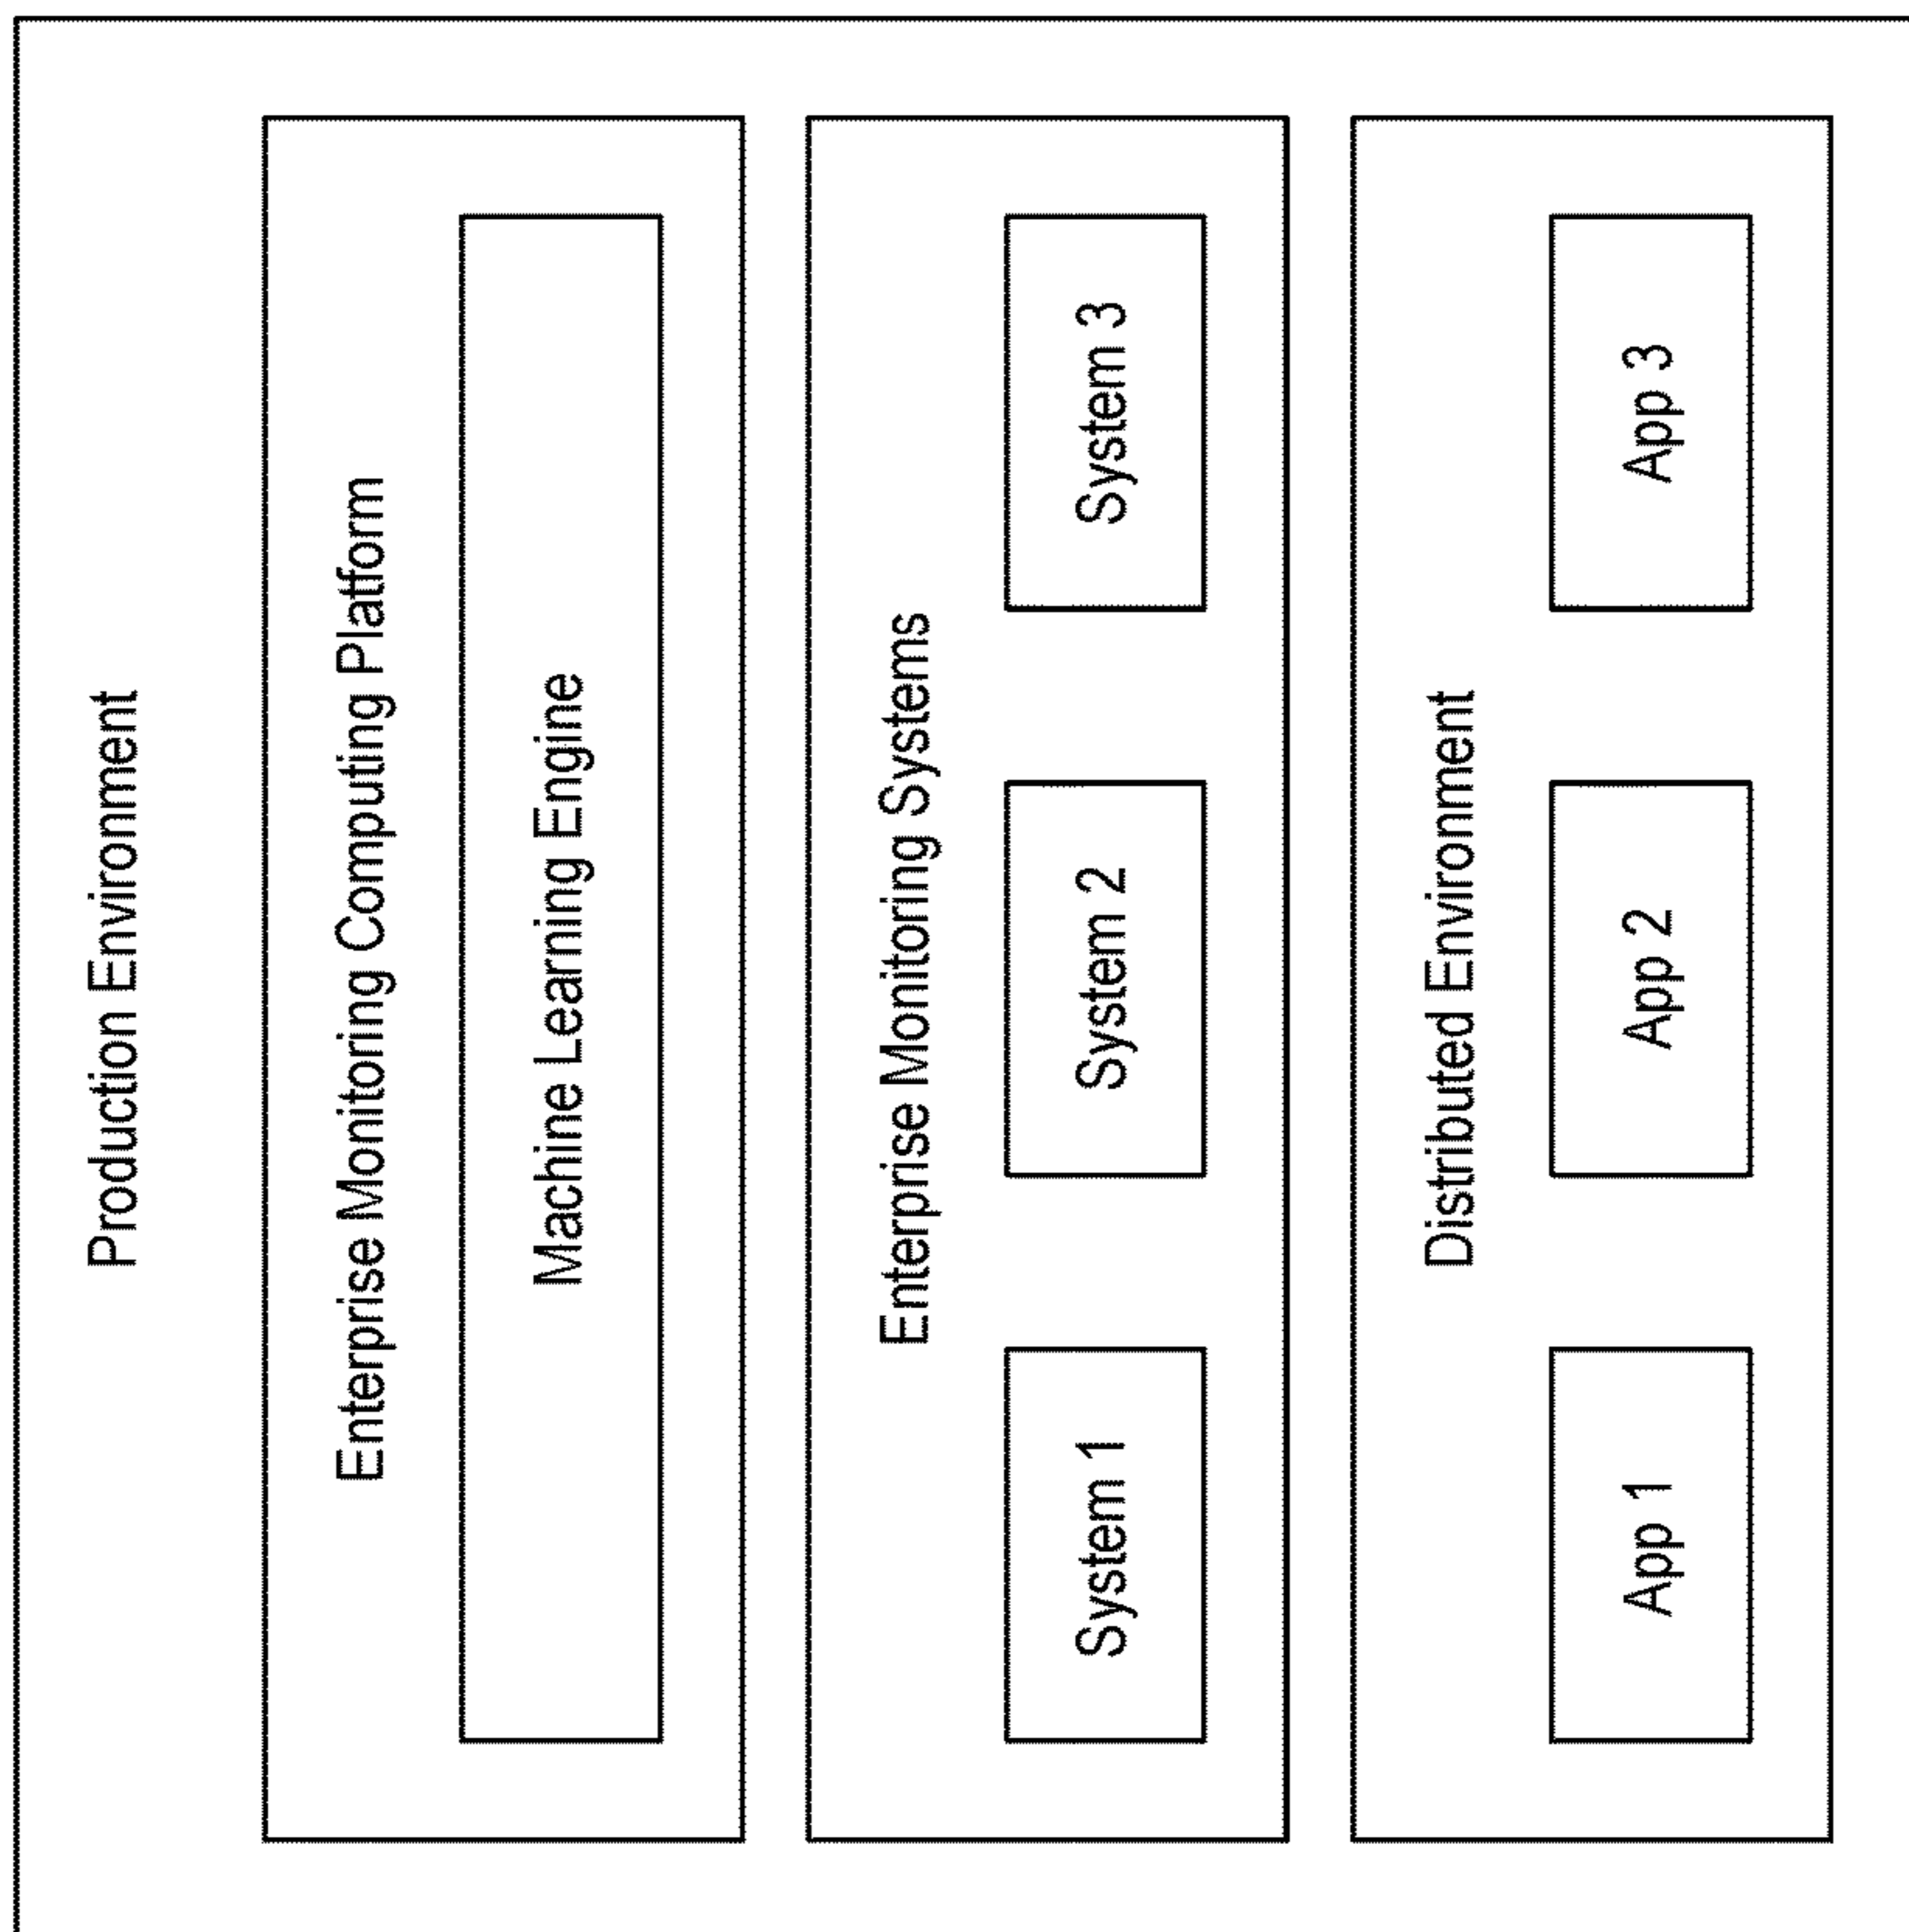 Production Environment
Enterprise Monitoring Computing Platform
Machine Learning Engine
Enterprise Monitoring Systems
System 1
System 2
System 3
Distributed Environment
App 1
App 2
App 3